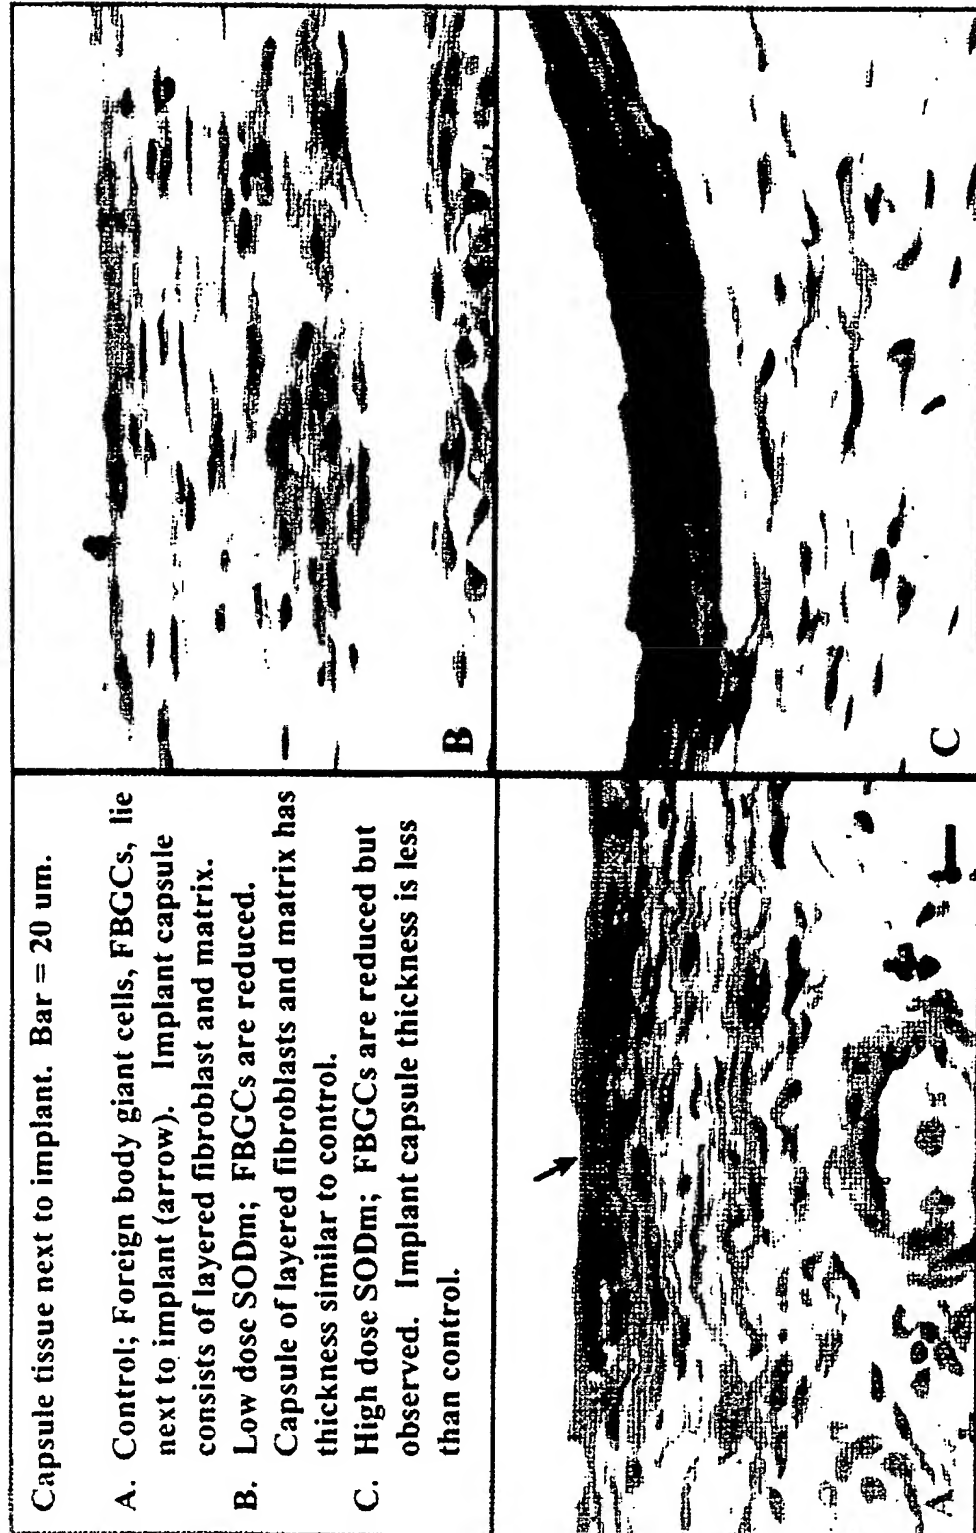 Capsule tissue next to implant. Bar = 20 um.
A. Control; Foreign body giant cells, FBGCs, lie
next to implant (arrow). Implant capsule
consists of layered fibroblast and matrix.
B. Low dose SODm; FBGCs are reduced.
Capsule of layered fibroblasts and matrix has
thickness similar to control.
C. High dose SODm; FBGCs are reduced but
observed. Implant capsule thickness is less
than control.
B
A
C